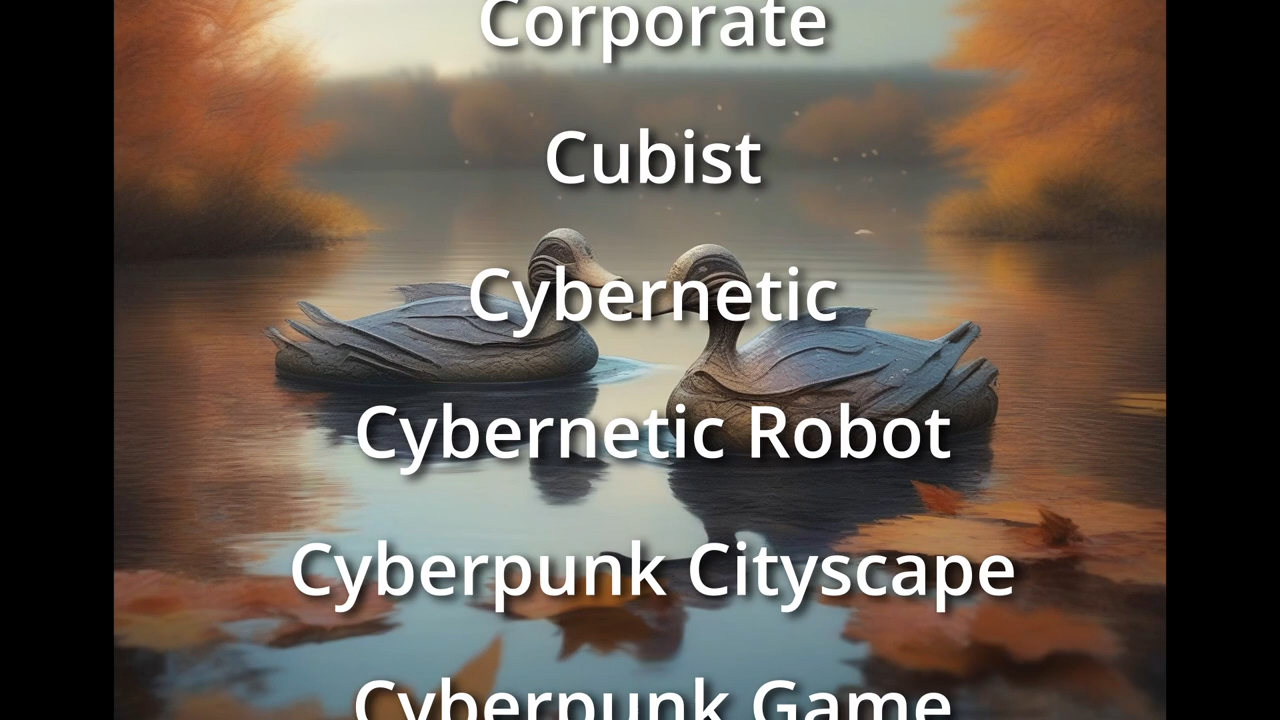 Corporate
Cubist
Cybernetic
Cybernetic Robot
Cyberpunk Cityscape
Cyberpunk Game